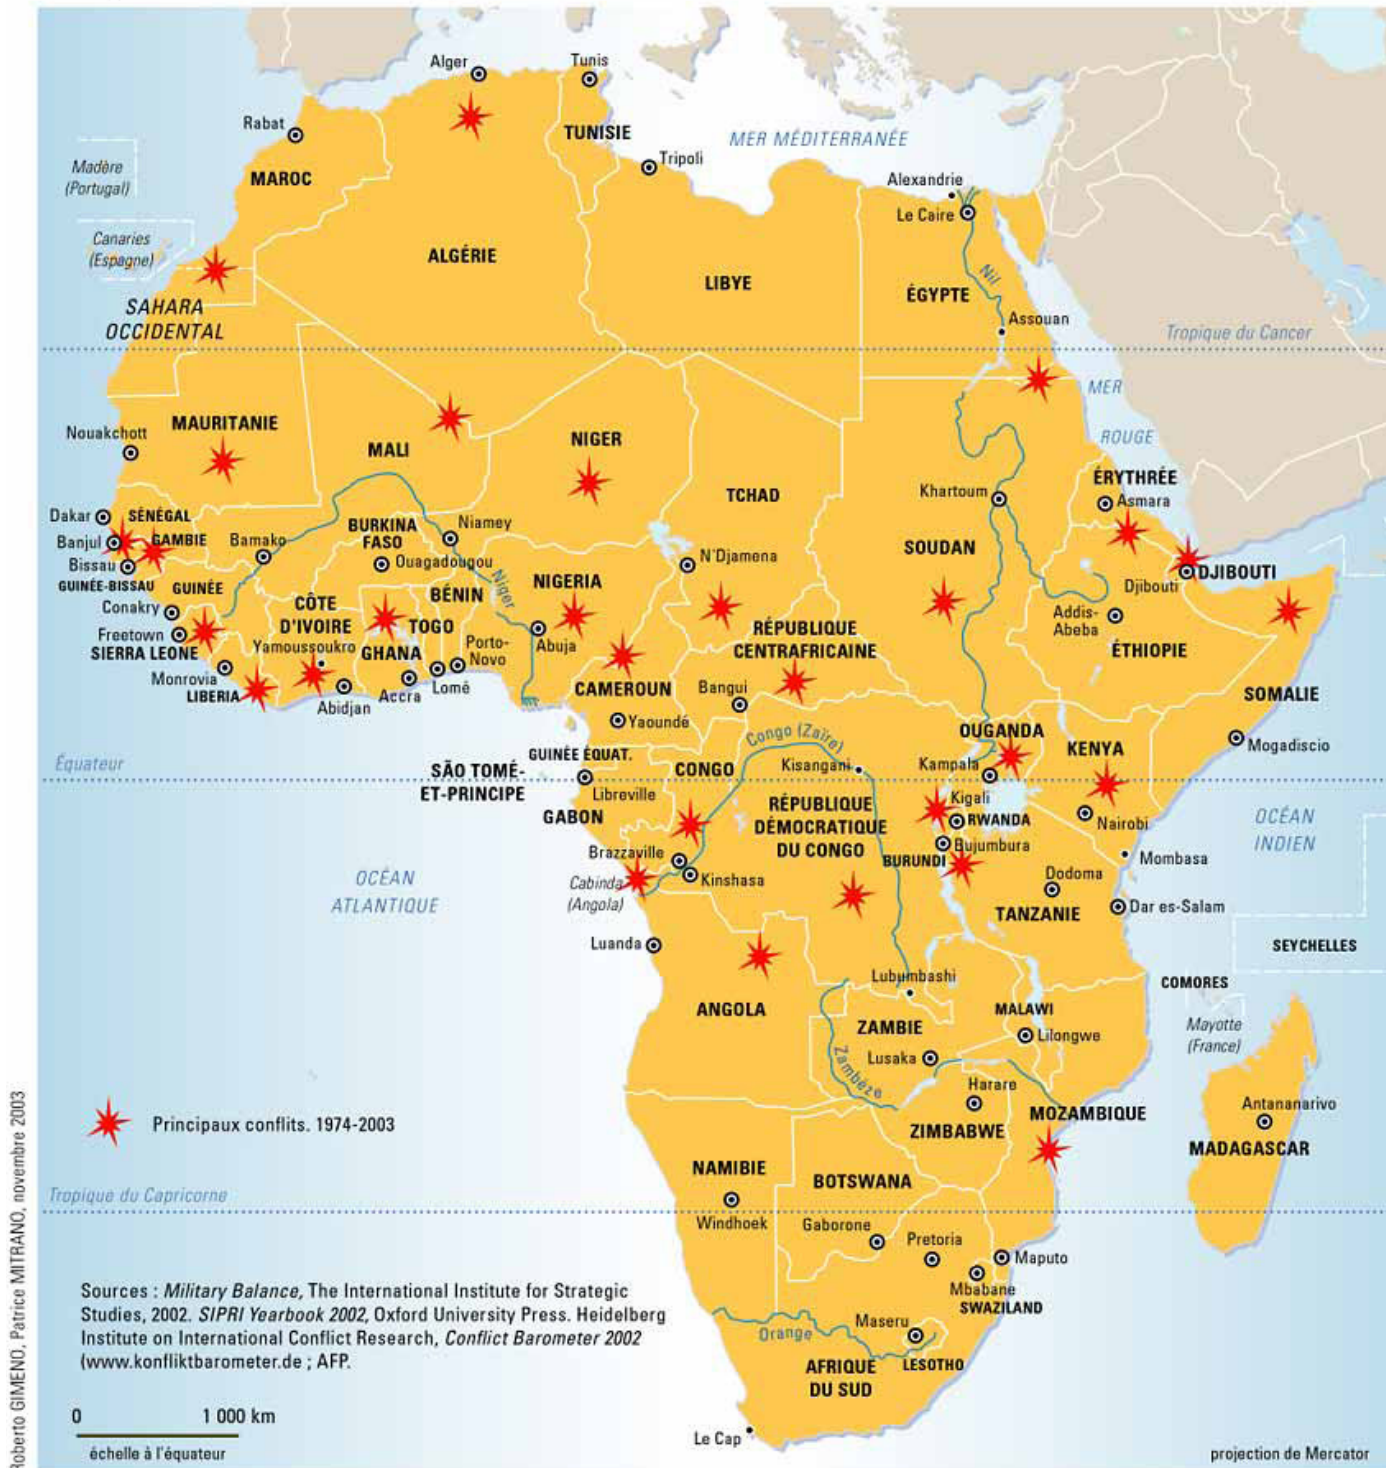 Alger
Tunis
Rabat
TUNISIE
MER MÉDITERRANÉE
Tripoli
Madère
(Portugal)
MAROC
Alexandrie
Le Caire
Canaries
(Espagne)
ALGÉRIE
LIBYE
Nil
ÉGYPTE
SAHARA
OCCIDENTAL
Assouan
Tropique du Cancer
MER
ROUGE
MAURITANIE
Nouakchott
MALI
NIGER
TCHAD
Khartoum
ÉRYTHRÉE
Asmara
Dakar
SÉNÉGAL
Banjul
GAMBIE
Bamako
BURKINA
FASO
Niamey
Ouagadougou
N'Djamena
SOUDAN
Bissau
GUINÉE-BISSAU
GUINÉE
NIGERIA
Niger
BÉNIN
Djibouti
DJIBOUTI
Conakry
CÔTE
D'IVOIRE
TOGO
Addis-
Abeba
Freetown
SIERRA LEONE
Yamoussoukro
GHANA
Porto-
Novo
Abuja
RÉPUBLIQUE
CENTRAFRICAINE
ÉTHIOPIE
Monrovia
LIBERIA
Abidjan
Accra
Lomé
CAMEROUN
Bangui
SOMALIE
Yaoundé
Congo (Zaïre)
OUGANDA
KENYA
Mogadiscio
Équateur
GUINÉE ÉQUAT.
SÃO TOMÉ-
ET-PRINCIPE
CONGO
Kisangani
Kampala
Libreville
GABON
RÉPUBLIQUE
DÉMOCRATIQUE
DU CONGO
Kigali
RWANDA
Nairobi
OCÉAN
INDIEN
Brazzaville
BURUNDI
Bujumbura
Mombasa
OCÉAN
ATLANTIQUE
Cabinda
(Angola)
Kinshasa
Dodoma
TANZANIE
Dar es-Salam
Luanda
SEYCHELLES
Lubumbashi
COMORES
ANGOLA
ZAMBIE
MALAWI
Lilongwe
Mayotte
(France)
Lusaka
Zambèze
Harare
MOZAMBIQUE
Antananarivo
ZIMBABWE
MADAGASCAR
Principaux conflits. 1974-2003
NAMIBIE
BOTSWANA
Tropique du Capricorne
Windhoek
Gaborone
Pretoria
Maputo
Mbabane
SWAZILAND
Sources : Military Balance, The International Institute for Strategic
Studies, 2002. SIPRI Yearbook 2002, Oxford University Press. Heidelberg
Institute on International Conflict Research, Conflict Barometer 2002
(www.konfliktbarometer.de ; AFP.
Orange
Maseru
LESOTHO
AFRIQUE
DU SUD
Le Cap
0 1 000 km
échelle à l'équateur
projection de Mercator
Roberto GIMENO, Patrice MITRANO, novembre 2003